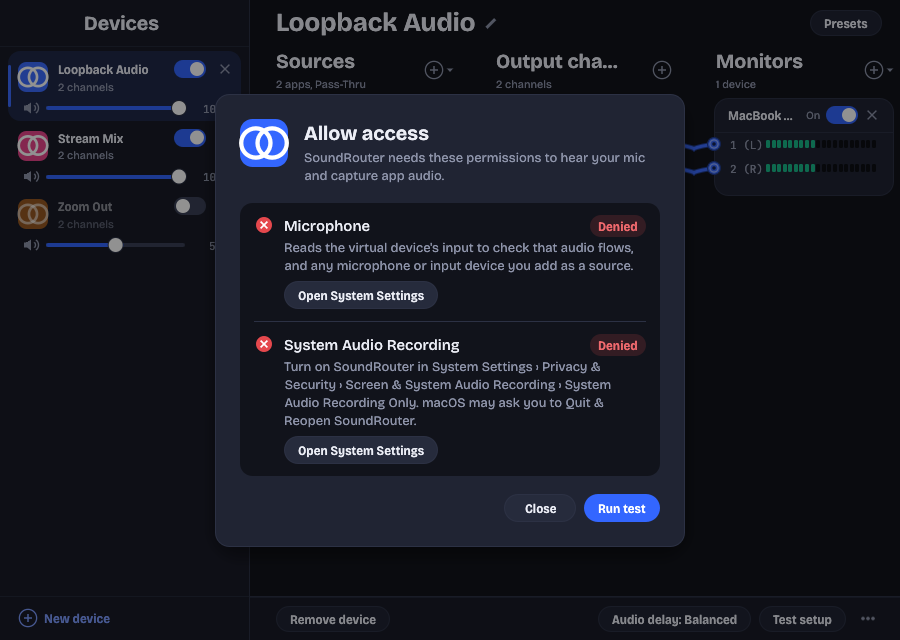 Devices
Loopback Audio
2 channels
10
Stream Mix
2 channels
10
Zoom Out
2 channels
5
New device
Loopback Audio
Presets
Sources
2 apps, Pass-Thru
Output cha...
2 channels
Monitors
1 device
MacBook ...
On
1 (L)
2 (R)
Allow access
SoundRouter needs these permissions to hear your mic
and capture app audio.
Microphone
Denied
Reads the virtual device's input to check that audio flows,
and any microphone or input device you add as a source.
Open System Settings
System Audio Recording
Denied
Turn on SoundRouter in System Settings › Privacy &
Security › Screen & System Audio Recording › System
Audio Recording Only. macOS may ask you to Quit &
Reopen SoundRouter.
Open System Settings
Close
Run test
Remove device
Audio delay: Balanced
Test setup